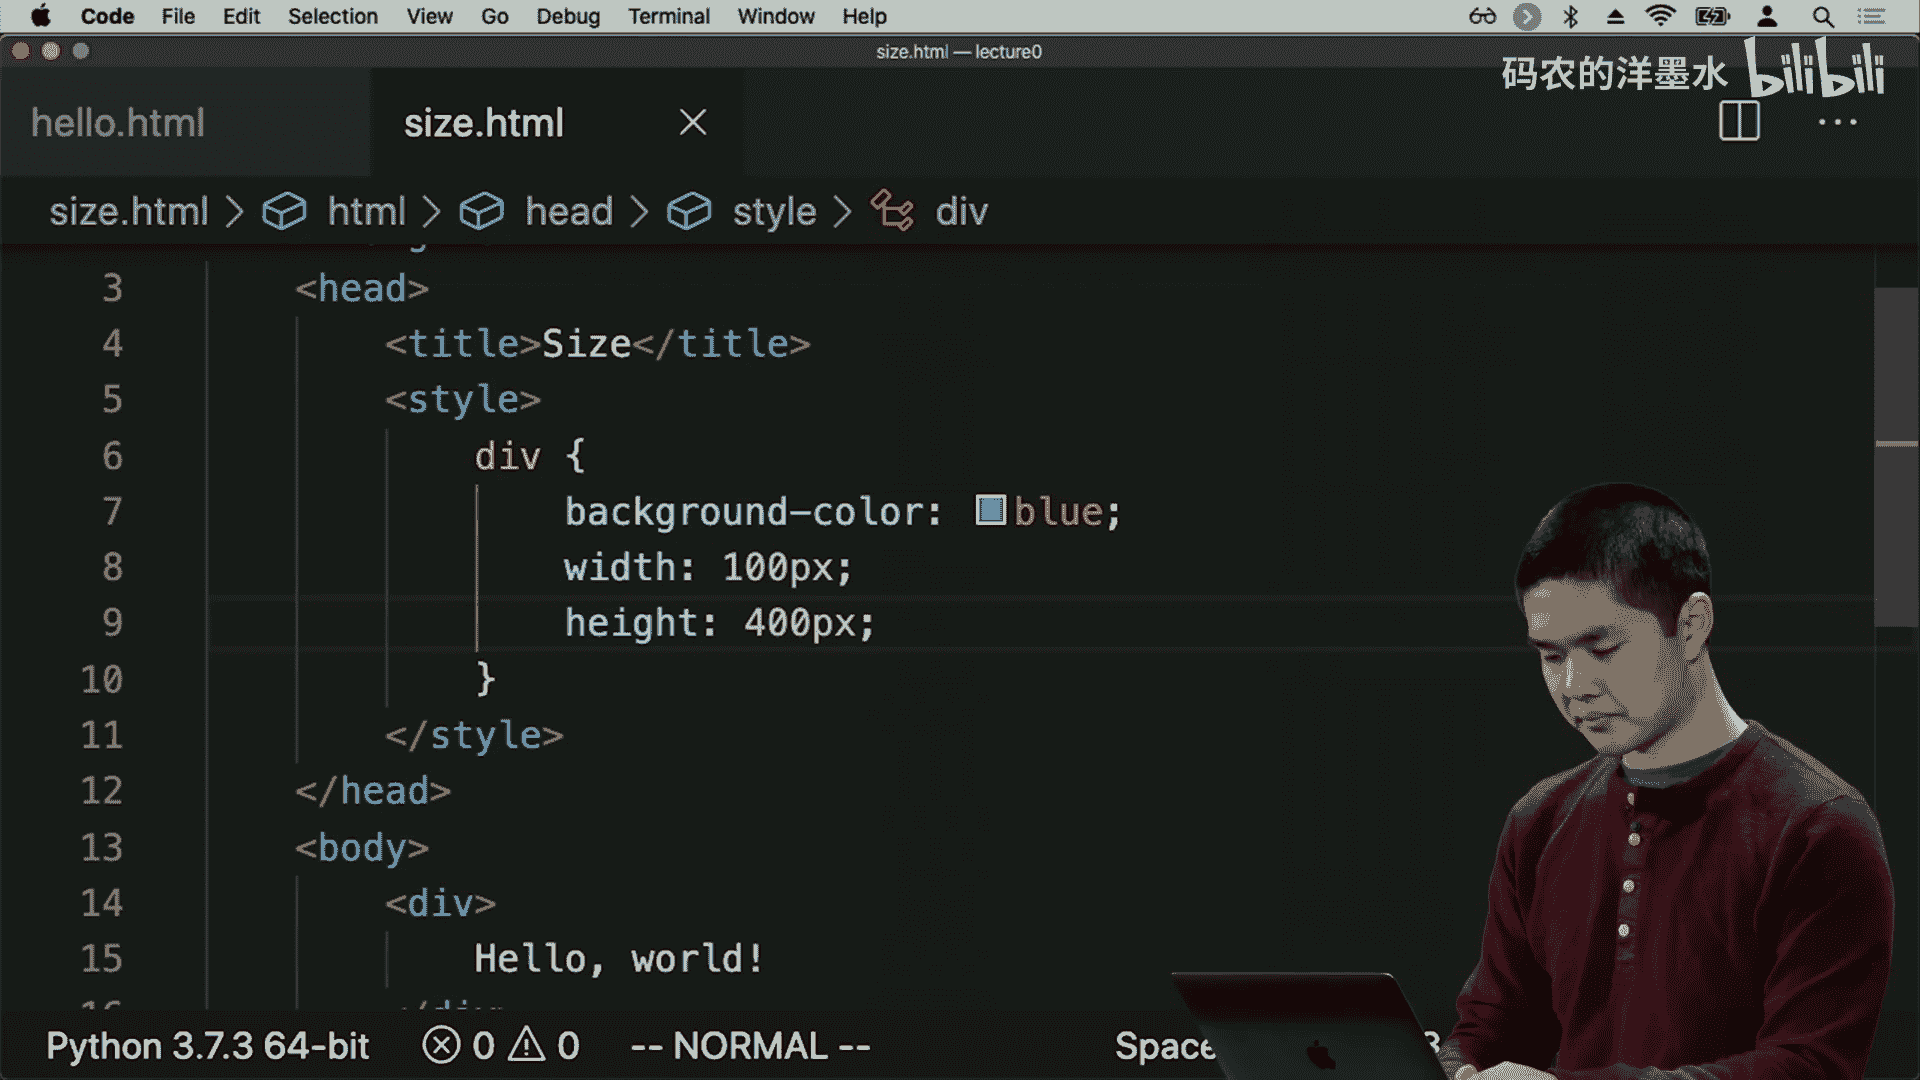 Code File Edit Selection View Go Debug Terminal Window Help
size.html — lecture0
码农的洋墨水 bilibili
hello.html size.html
size.html > html > head > style > div
3 <head>
4 <title>Size</title>
5 <style>
6 div {
7 background-color: blue;
8 width: 100px;
9 height: 400px;
10 }
11 </style>
12 </head>
13 <body>
14 <div>
15 Hello, world!
Python 3.7.3 64-bit 0 0 -- NORMAL --